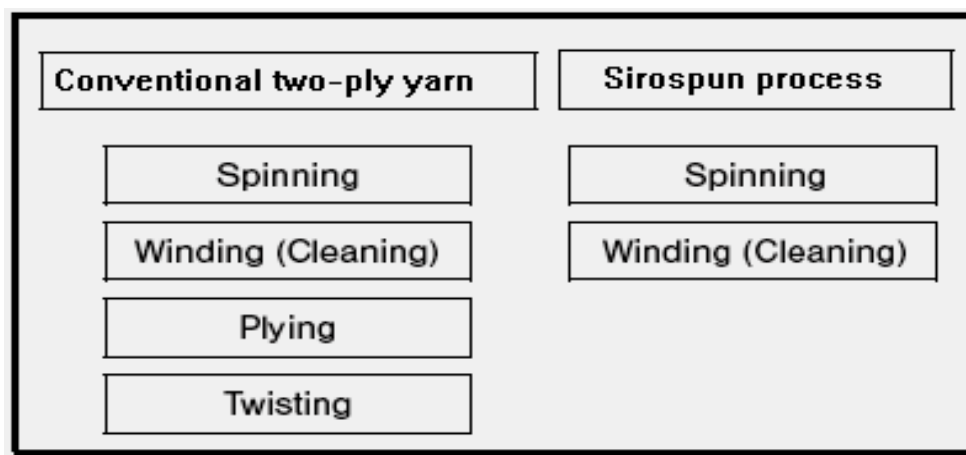 Conventional two-ply yarn
Sirospun process
Spinning
Spinning
Winding (Cleaning)
Winding (Cleaning)
Plying
Twisting